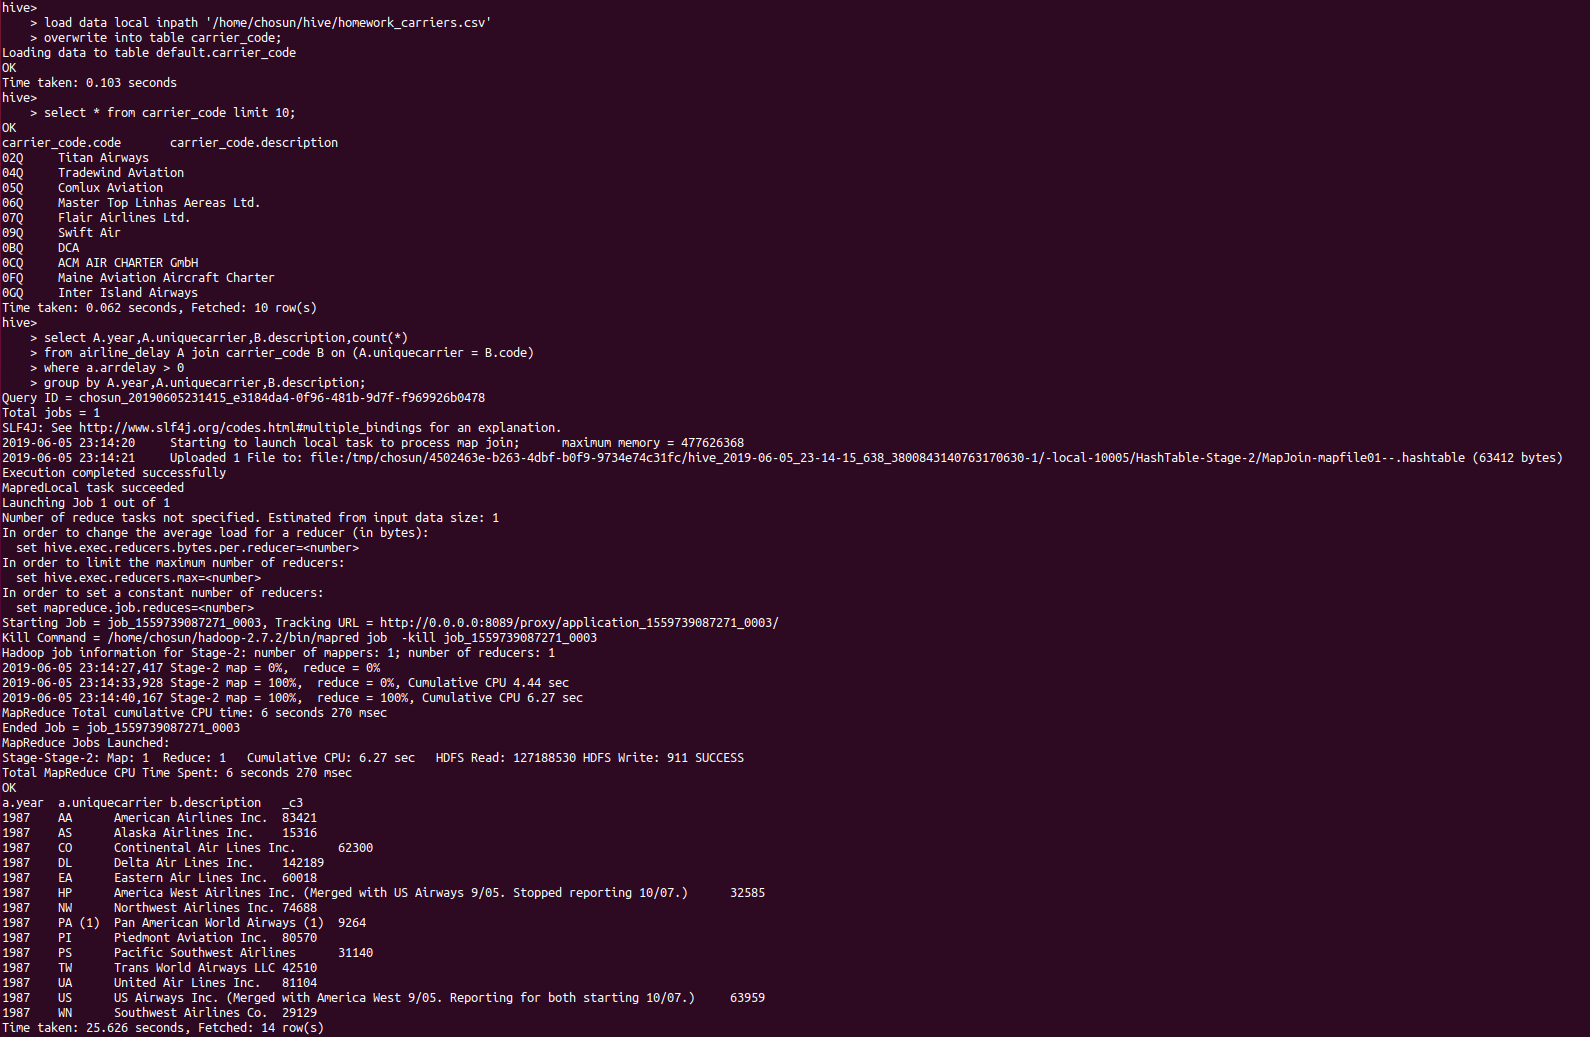 hive>
    > load data local inpath '/home/chosun/hive/homework_carriers.csv'
    > overwrite into table carrier_code;
Loading data to table default.carrier_code
OK
Time taken: 0.103 seconds
hive>
    > select * from carrier_code limit 10;
OK
carrier_code.code       carrier_code.description
02Q     Titan Airways
04Q     Tradewind Aviation
05Q     Comlux Aviation
06Q     Master Top Linhas Aereas Ltd.
07Q     Flair Airlines Ltd.
09Q     Swift Air
0BQ     DCA
0CQ     ACM AIR CHARTER GmbH
0FQ     Maine Aviation Aircraft Charter
0GQ     Inter Island Airways
Time taken: 0.062 seconds, Fetched: 10 row(s)
hive>
    > select A.year,A.uniquecarrier,B.description,count(*)
    > from airline_delay A join carrier_code B on (A.uniquecarrier = B.code)
    > where a.arrdelay > 0
    > group by A.year,A.uniquecarrier,B.description;
Query ID = chosun_20190605231415_e3184da4-0f96-481b-9d7f-f969926b0478
Total jobs = 1
SLF4J: See http://www.slf4j.org/codes.html#multiple_bindings for an explanation.
2019-06-05 23:14:20     Starting to launch local task to process map join;      maximum memory = 477626368
2019-06-05 23:14:21     Uploaded 1 File to: file:/tmp/chosun/4502463e-b263-4dbf-b0f9-9734e74c31fc/hive_2019-06-05_23-14-15_638_3800843140763170630-1/-local-10005/HashTable-Stage-2/MapJoin-mapfile01--.hashtable (63412 bytes)
Execution completed successfully
MapredLocal task succeeded
Launching Job 1 out of 1
Number of reduce tasks not specified. Estimated from input data size: 1
In order to change the average load for a reducer (in bytes):
  set hive.exec.reducers.bytes.per.reducer=<number>
In order to limit the maximum number of reducers:
  set hive.exec.reducers.max=<number>
In order to set a constant number of reducers:
  set mapreduce.job.reduces=<number>
Starting Job = job_1559739087271_0003, Tracking URL = http://0.0.0.0:8089/proxy/application_1559739087271_0003/
Kill Command = /home/chosun/hadoop-2.7.2/bin/mapred job  -kill job_1559739087271_0003
Hadoop job information for Stage-2: number of mappers: 1; number of reducers: 1
2019-06-05 23:14:27,417 Stage-2 map = 0%,  reduce = 0%
2019-06-05 23:14:33,928 Stage-2 map = 100%,  reduce = 0%, Cumulative CPU 4.44 sec
2019-06-05 23:14:40,167 Stage-2 map = 100%,  reduce = 100%, Cumulative CPU 6.27 sec
MapReduce Total cumulative CPU time: 6 seconds 270 msec
Ended Job = job_1559739087271_0003
MapReduce Jobs Launched:
Stage-Stage-2: Map: 1  Reduce: 1   Cumulative CPU: 6.27 sec   HDFS Read: 127188530 HDFS Write: 911 SUCCESS
Total MapReduce CPU Time Spent: 6 seconds 270 msec
OK
a.year  a.uniquecarrier b.description   _c3
1987    AA      American Airlines Inc.  83421
1987    AS      Alaska Airlines Inc.    15316
1987    CO      Continental Air Lines Inc.      62300
1987    DL      Delta Air Lines Inc.    142189
1987    EA      Eastern Air Lines Inc.  60018
1987    HP      America West Airlines Inc. (Merged with US Airways 9/05. Stopped reporting 10/07.)      32585
1987    NW      Northwest Airlines Inc. 74688
1987    PA (1)  Pan American World Airways (1)  9264
1987    PI      Piedmont Aviation Inc.  80570
1987    PS      Pacific Southwest Airlines      31140
1987    TW      Trans World Airways LLC 42510
1987    UA      United Air Lines Inc.   81104
1987    US      US Airways Inc. (Merged with America West 9/05. Reporting for both starting 10/07.)     63959
1987    WN      Southwest Airlines Co.  29129
Time taken: 25.626 seconds, Fetched: 14 row(s)